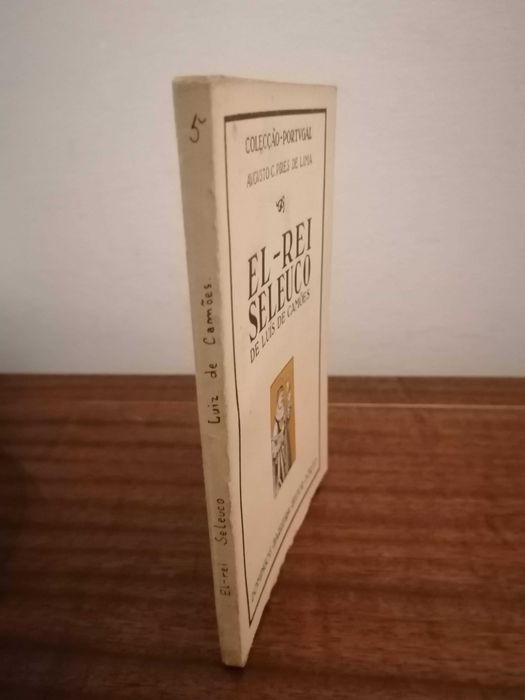 COLECÇÃO-PORTVGAL
AVGVSTO C. PIRES DE LIMA
EL-REI
SELEUCO
DE LUÍS DE CAMÕES
5
El-rei Seleuco Luiz de Camões.